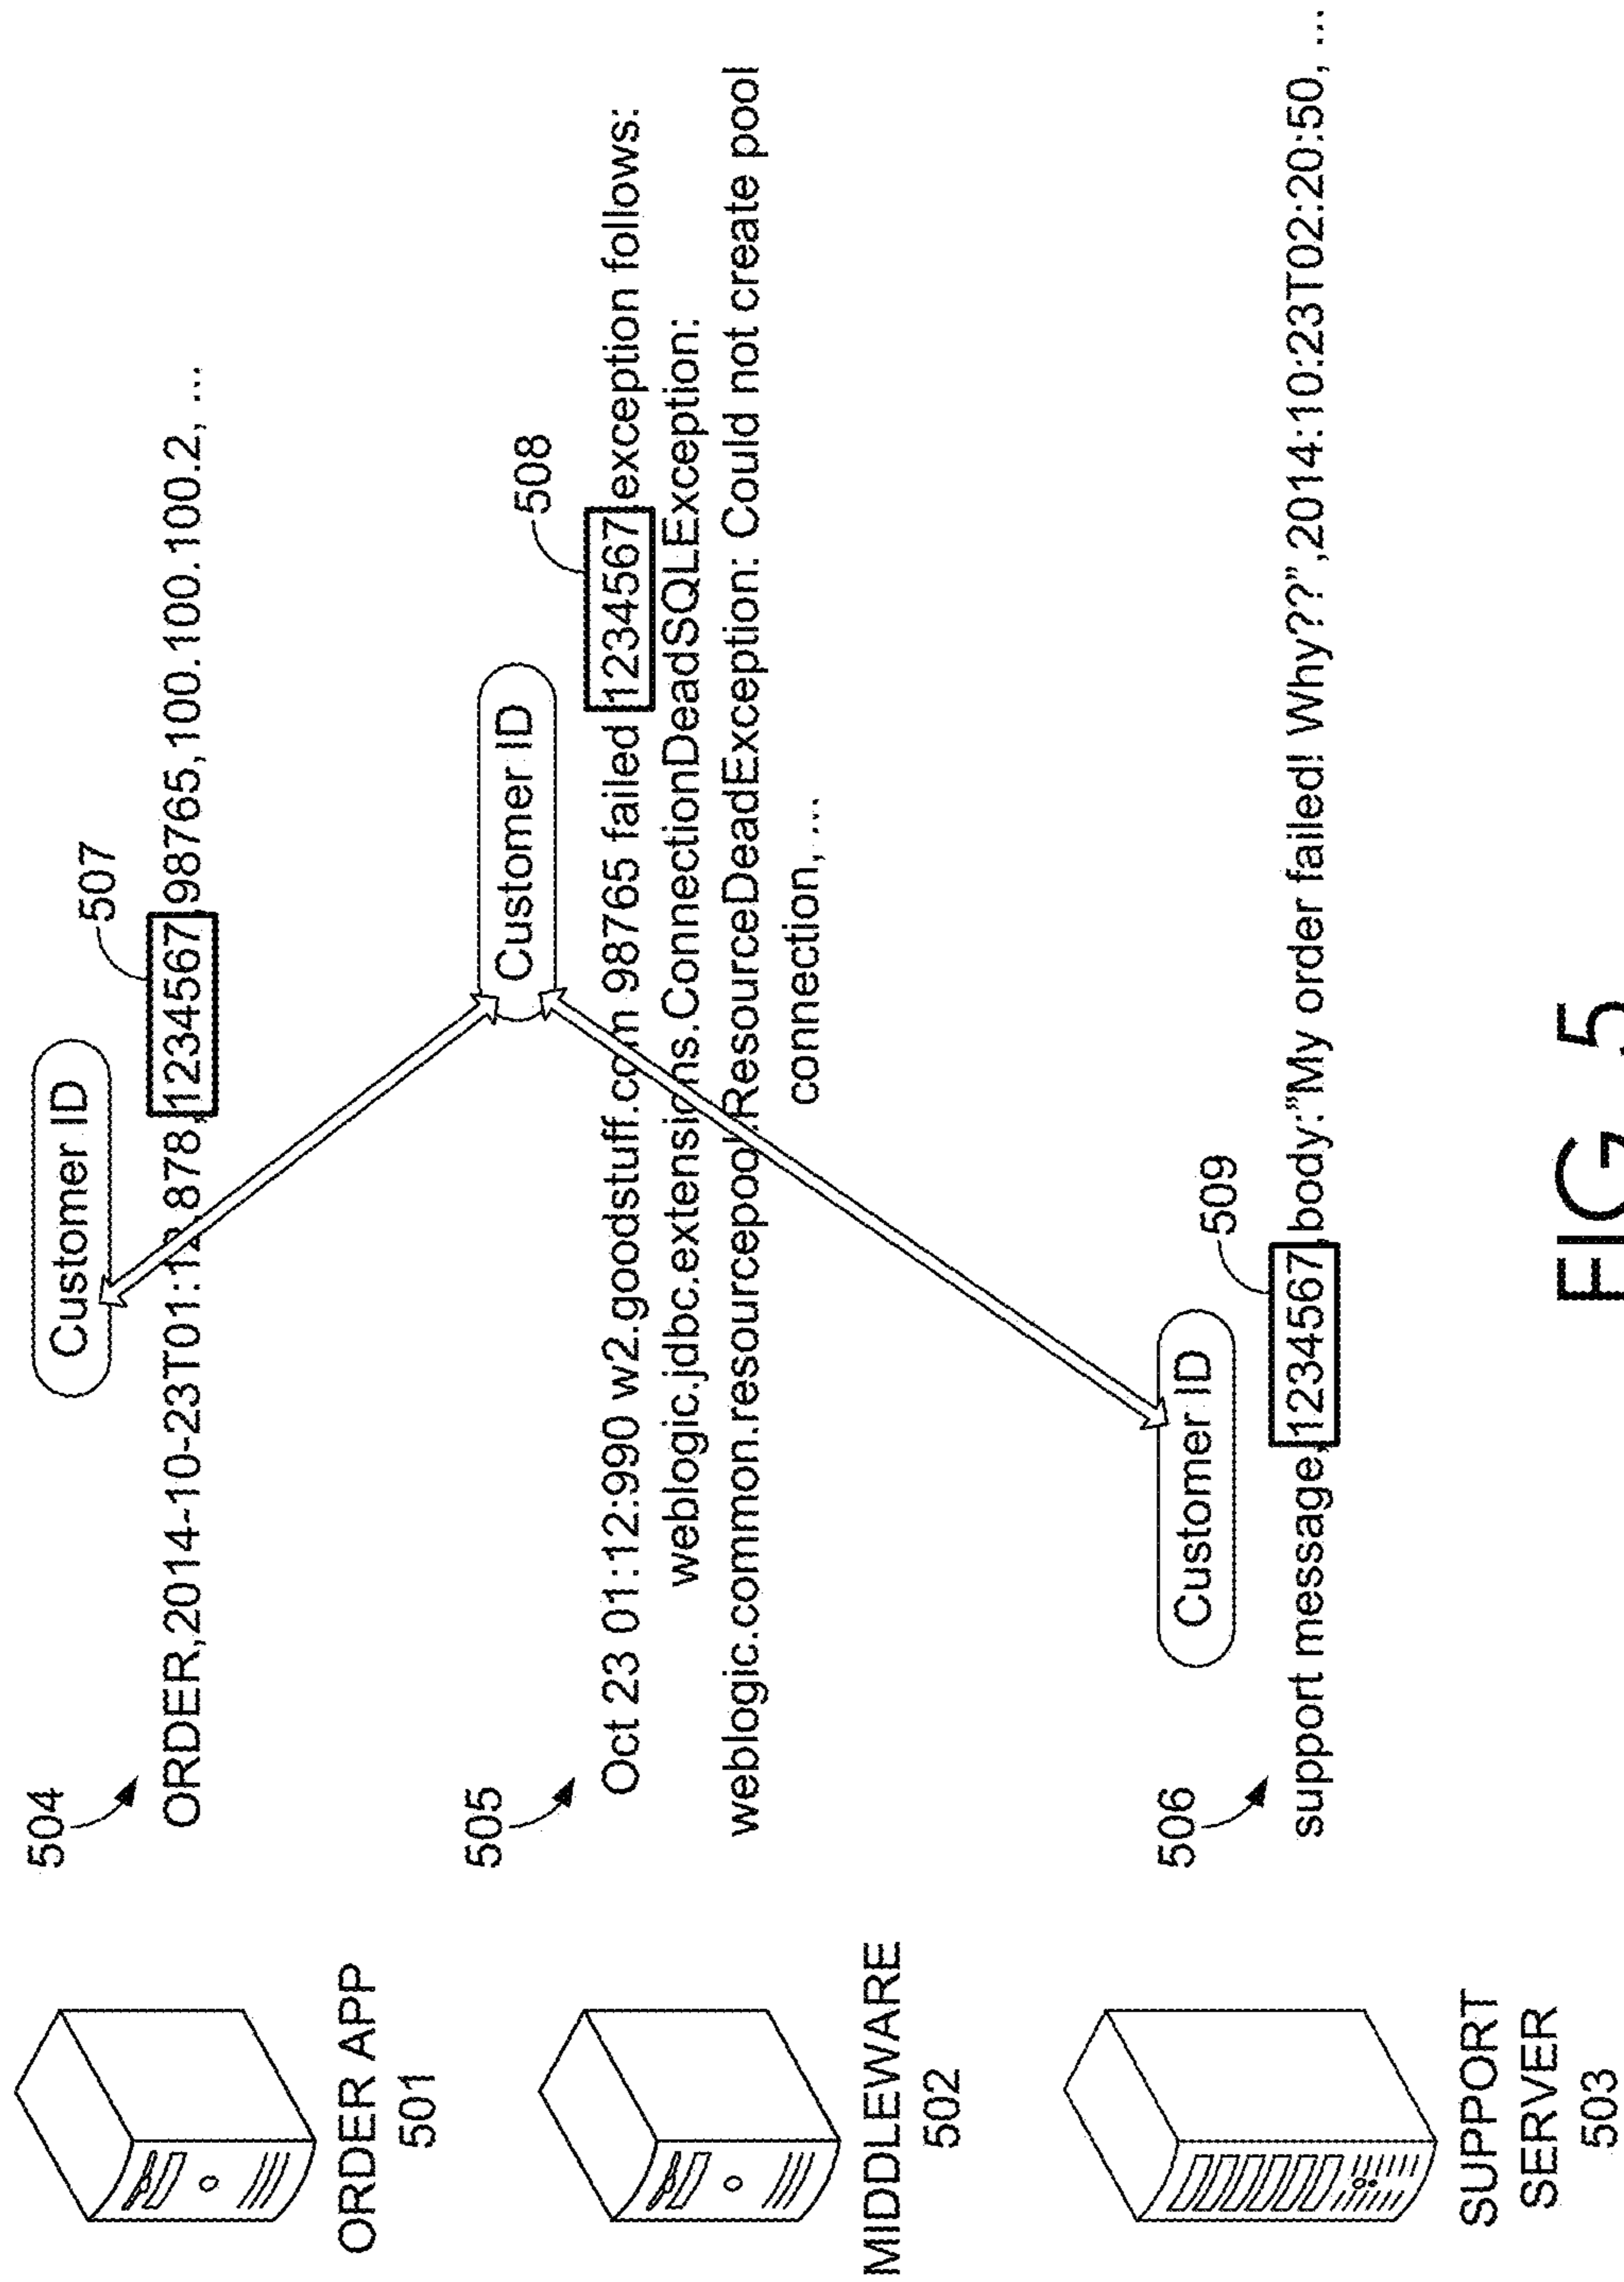 ORDER APP
501
504
Customer ID
507
ORDER,2014-10-23T01:12.878,1234567,98765,100.100.100.2, ...
MIDDLEWARE
502
505
Customer ID
508
Oct 23 01:12:990 w2.goodstuff.com 98765 failed 1234567 exception follows:
weblogic.jdbc.extensions.ConnectionDeadSQLException:
weblogic.common.resourcepool.ResourceDeadException: Could not create pool
connection, ...
SUPPORT
SERVER
503
506
Customer ID
509
support message,1234567,body:”My order failed! Why??”,2014:10:23T02:20:50, ...
FIG. 5